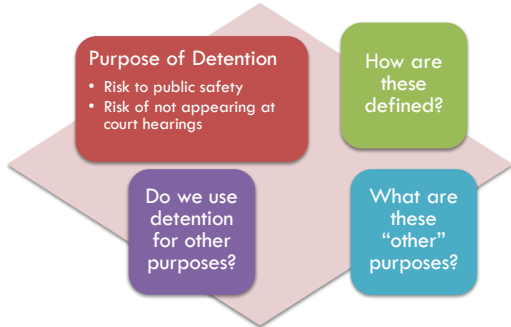 Purpose of Detention
• Risk to public safety
• Risk of not appearing at
court hearings
How are
these
defined?
Do we use
detention
for other
purposes?
What are
these
“other”
purposes?